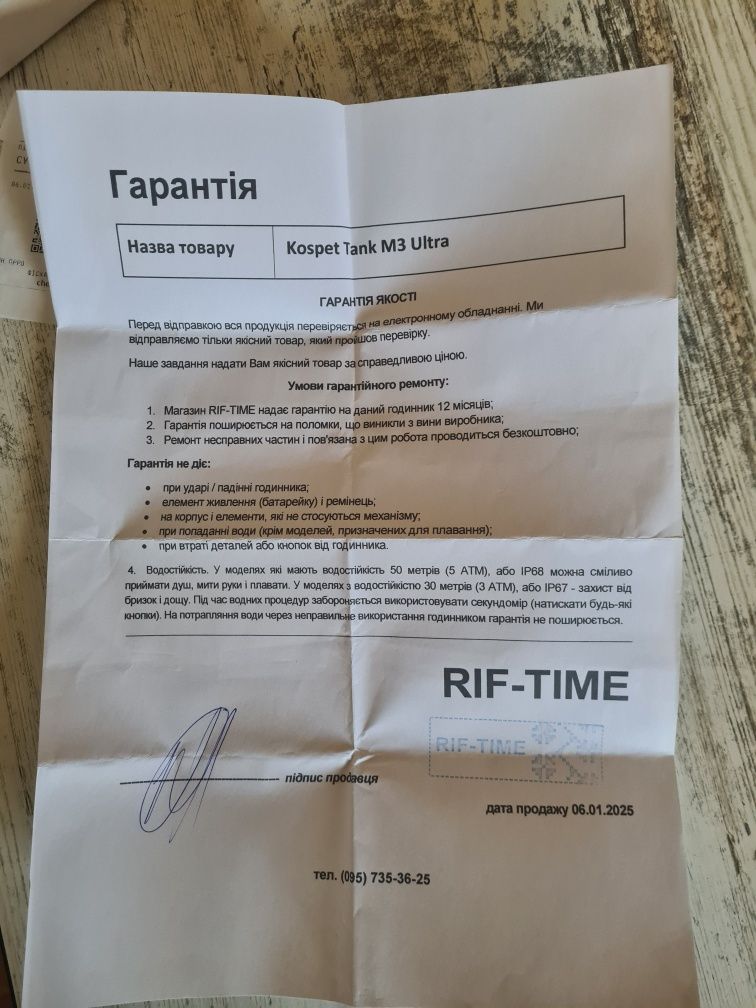 Гарантія
Назва товару Kospet Tank M3 Ultra
ГАРАНТІЯ ЯКОСТІ
Перед відправкою вся продукція перевіряється на електронному обладнанні. Ми
відправляємо тільки якісний товар, який пройшов перевірку.
Наше завдання надати Вам якісний товар за справедливою ціною.
Умови гарантійного ремонту:
1. Магазин RIF-TIME надає гарантію на даний годинник 12 місяців;
2. Гарантія поширюється на поломки, що виникли з вини виробника;
3. Ремонт несправних частин і пов'язана з цим робота проводиться безкоштовно;
Гарантія не діє:
• при ударі / падінні годинника;
• елемент живлення (батарейку) і ремінець;
• на корпус і елементи, які не стосуються механізму;
• при попаданні води (крім моделей, призначених для плавання);
• при втраті деталей або кнопок від годинника.
4. Водостійкість. У моделях які мають водостійкість 50 метрів (5 АТМ), або IP68 можна сміливо
приймати душ, мити руки і плавати. У моделях з водостійкістю 30 метрів (3 АТМ), або IP67 - захист від
бризок і дощу. Під час водних процедур забороняється використовувати секундомір (натискати будь-які
кнопки). На потрапляння води через неправильне використання годинником гарантія не поширюється.
RIF-TIME
RIF-TIME
підпис продавця
дата продажу 06.01.2025
тел. (095) 735-36-25